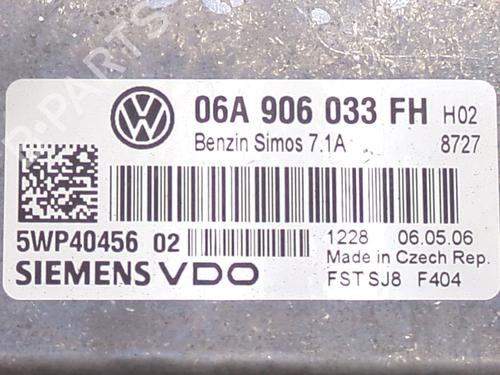 06A 906 033 FH H02
Benzin Simos 7.1A 8727
5WP40456 02 1228 06.05.06
Made in Czech Rep.
SIEMENS VDO FST SJ8 F404